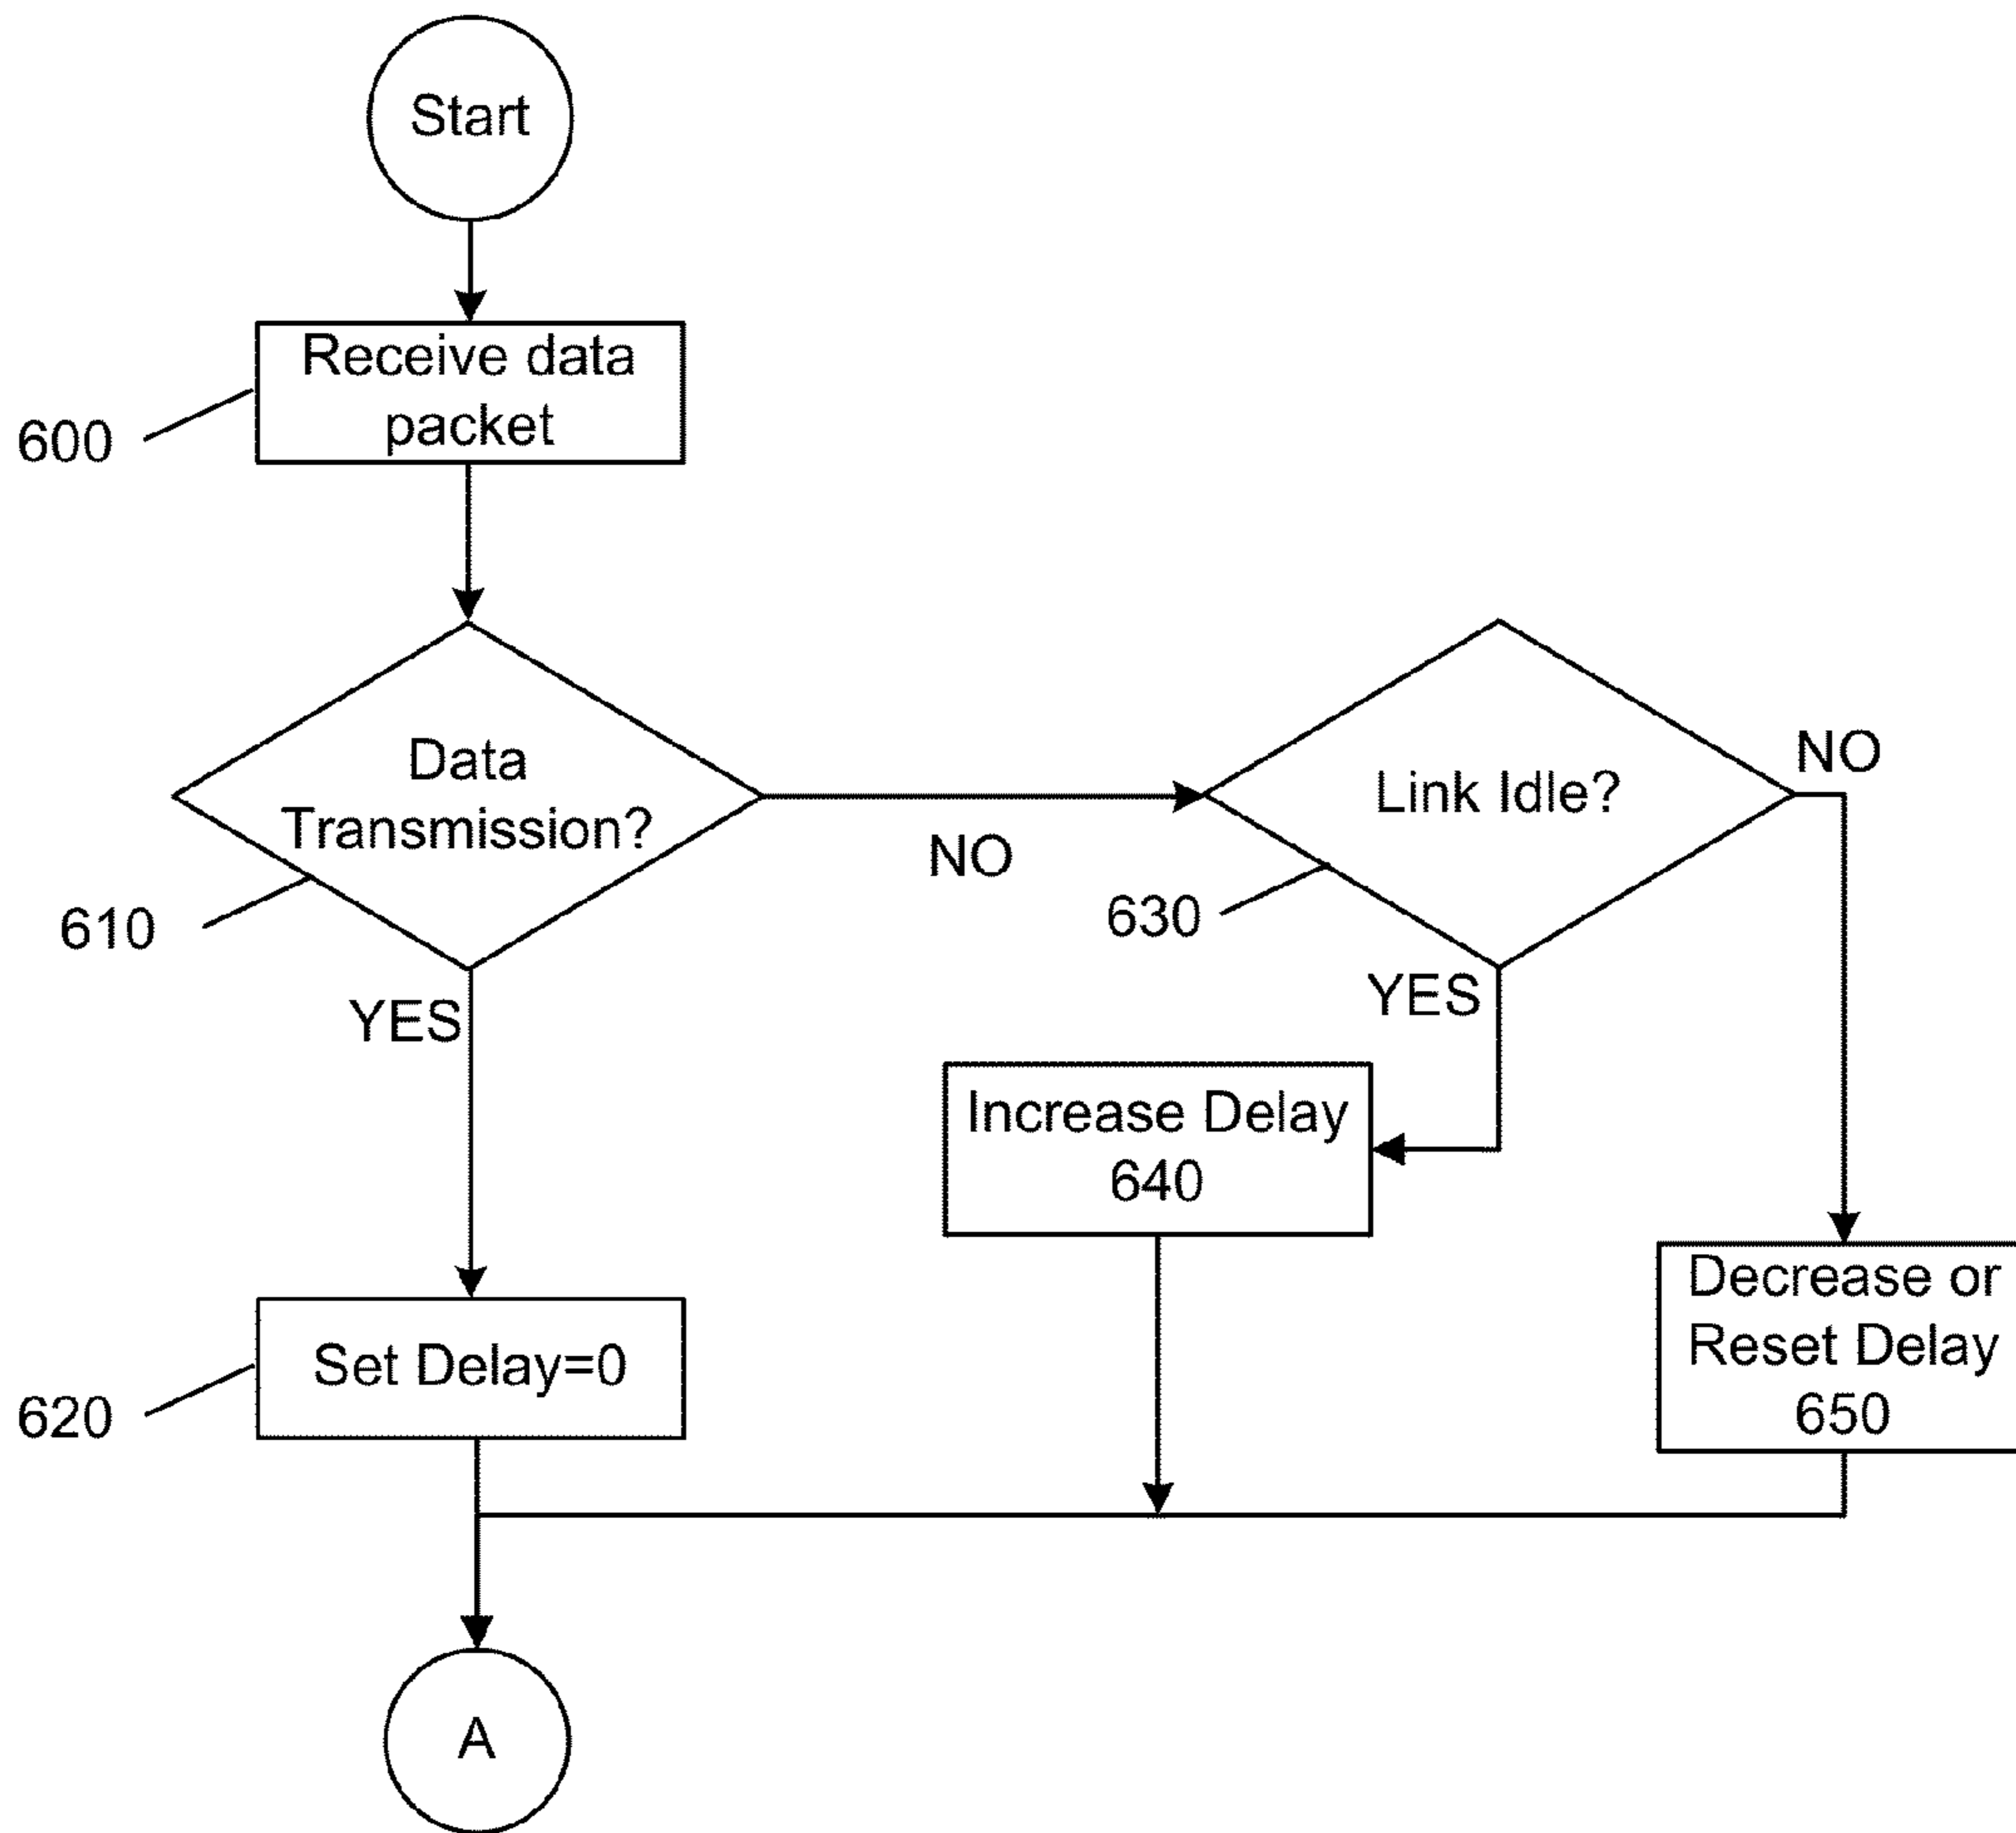 Start
Receive data
packet
600
Data
Transmission?
610
NO
Link Idle?
630
NO
YES
YES
Increase Delay
640
Decrease or
Reset Delay
650
Set Delay=0
620
A